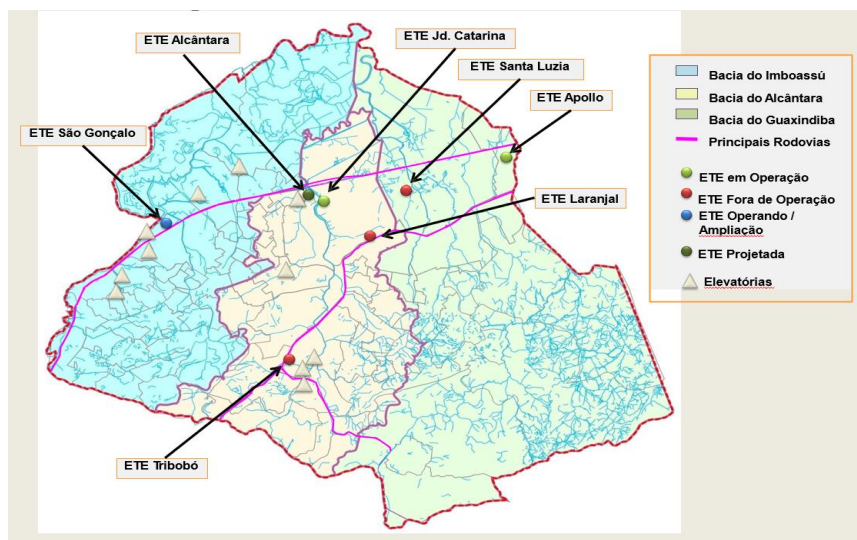 ETE Alcântara
ETE Jd. Catarina
ETE Santa Luzia
ETE Apollo
ETE São Gonçalo
ETE Laranjal
ETE Tribobó
Bacia do Imboassú
Bacia do Alcântara
Bacia do Guaxindiba
Principais Rodovias
ETE em Operação
ETE Fora de Operação
ETE Operando /
Ampliação
ETE Projetada
Elevatórias